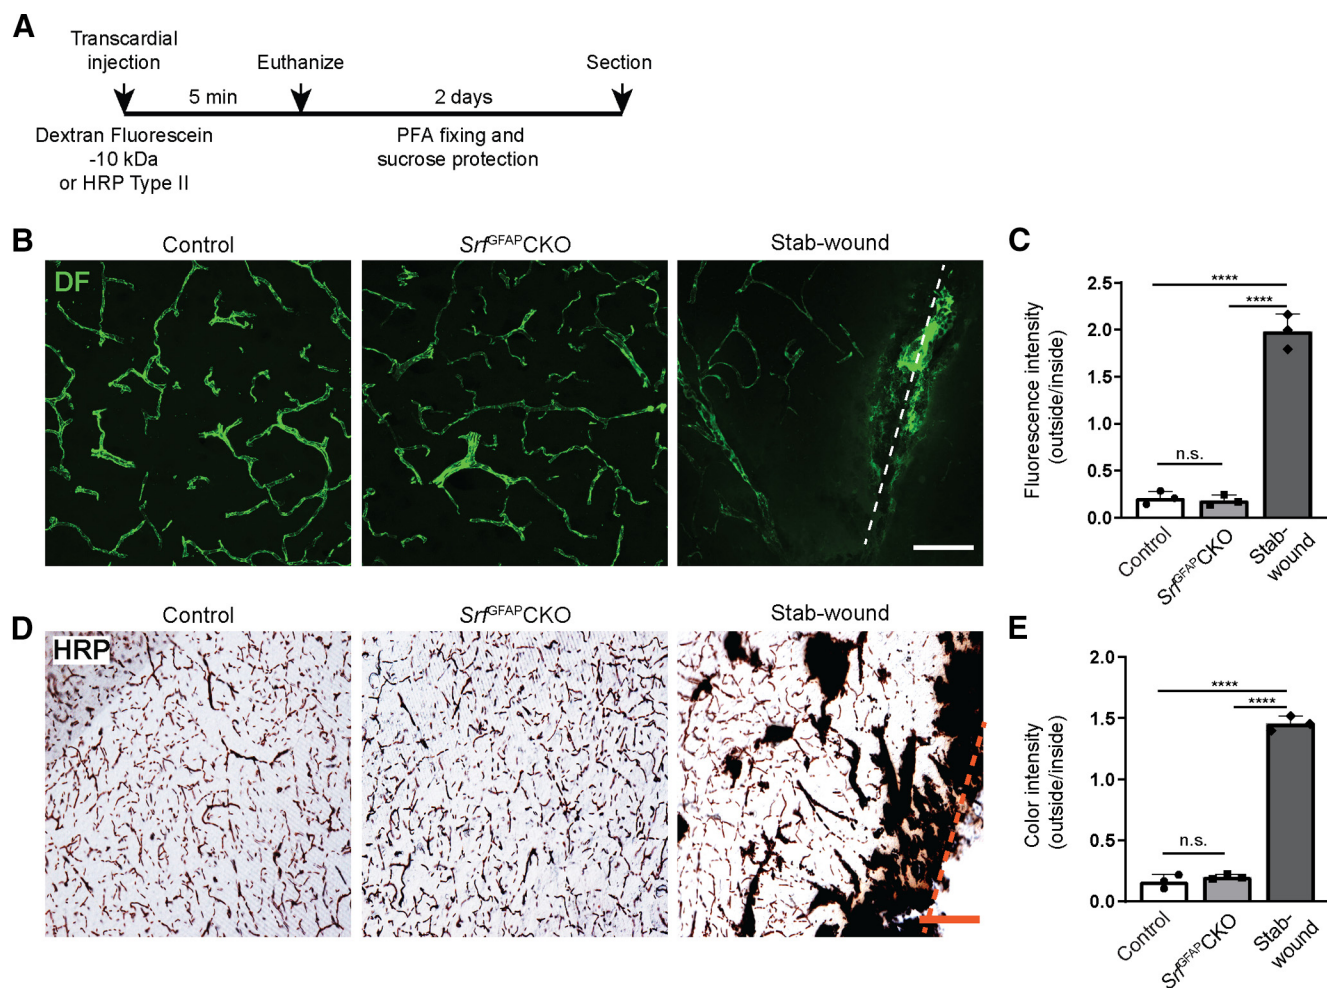 A
Transcardial
injection
Euthanize
Section
5 min
2 days
Dextran Fluorescein
-10 kDa
or HRP Type II
PFA fixing and
sucrose protection
B
Control
SrfGFAPCKO
Stab-wound
DF
C
Fluorescence intensity
(outside/inside)
2.5
2.0
1.5
1.0
0.5
0.0
****
****
n.s.
Control
SrfGFAPCKO
Stab-
wound
D
Control
SrfGFAPCKO
Stab-wound
HRP
E
Color intensity
(outside/inside)
2.0
1.5
1.0
0.5
0.0
****
****
n.s.
Control
SrfGFAPCKO
Stab-
wound